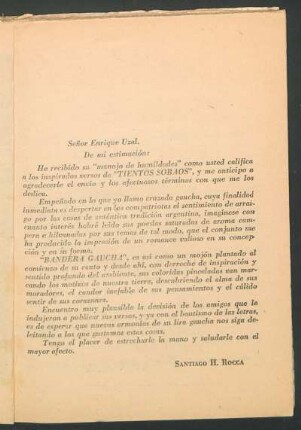 Señor Enrique Uzal.
De mi estimación:
He recibido su "manojo de humildades" como usted califica
a los inspirados versos de "TIENTOS SOBAOS", y me anticipo a
agradecerle el envío y los afectuosos términos con que me los
dedica.
Empeñado en lo que yo llamo cruzada gaucha, cuya finalidad
inmediata es despertar en los compatriotas el sentimiento de arrai-
go por las cosas de auténtica tradición argentina, imagínese con
cuanto interés habré leído sus poesías saturadas de aroma cam-
pero e hilvanadas por sus temas de tal modo, que el conjunto me
ha producido la impresión de un romance valioso en su concep-
ción y en su forma.
"BANDERA GAUCHA", es así como un mojón plantado al
comienzo de su canto y desde ahí, con derroche de inspiración y
sentido profundo del ambiente, sus coloridas pinceladas van mar-
cando los motivos de nuestra tierra, descubriendo el alma de sus
moradores, el candor inefable de sus pensamientos y el cálido
sentir de sus corazones.
Encuentro muy plausible la decisión de los amigos que lo
indujeron a publicar sus versos, y ya con el bautismo de las letras,
es de esperar que nuevas armonías de su lira gaucha nos siga de-
leitando a los que gustamos estas cosas.
Tengo el placer de estrecharle la mano y saludarlo con el
mayor afecto.
SANTIAGO H. ROCCA